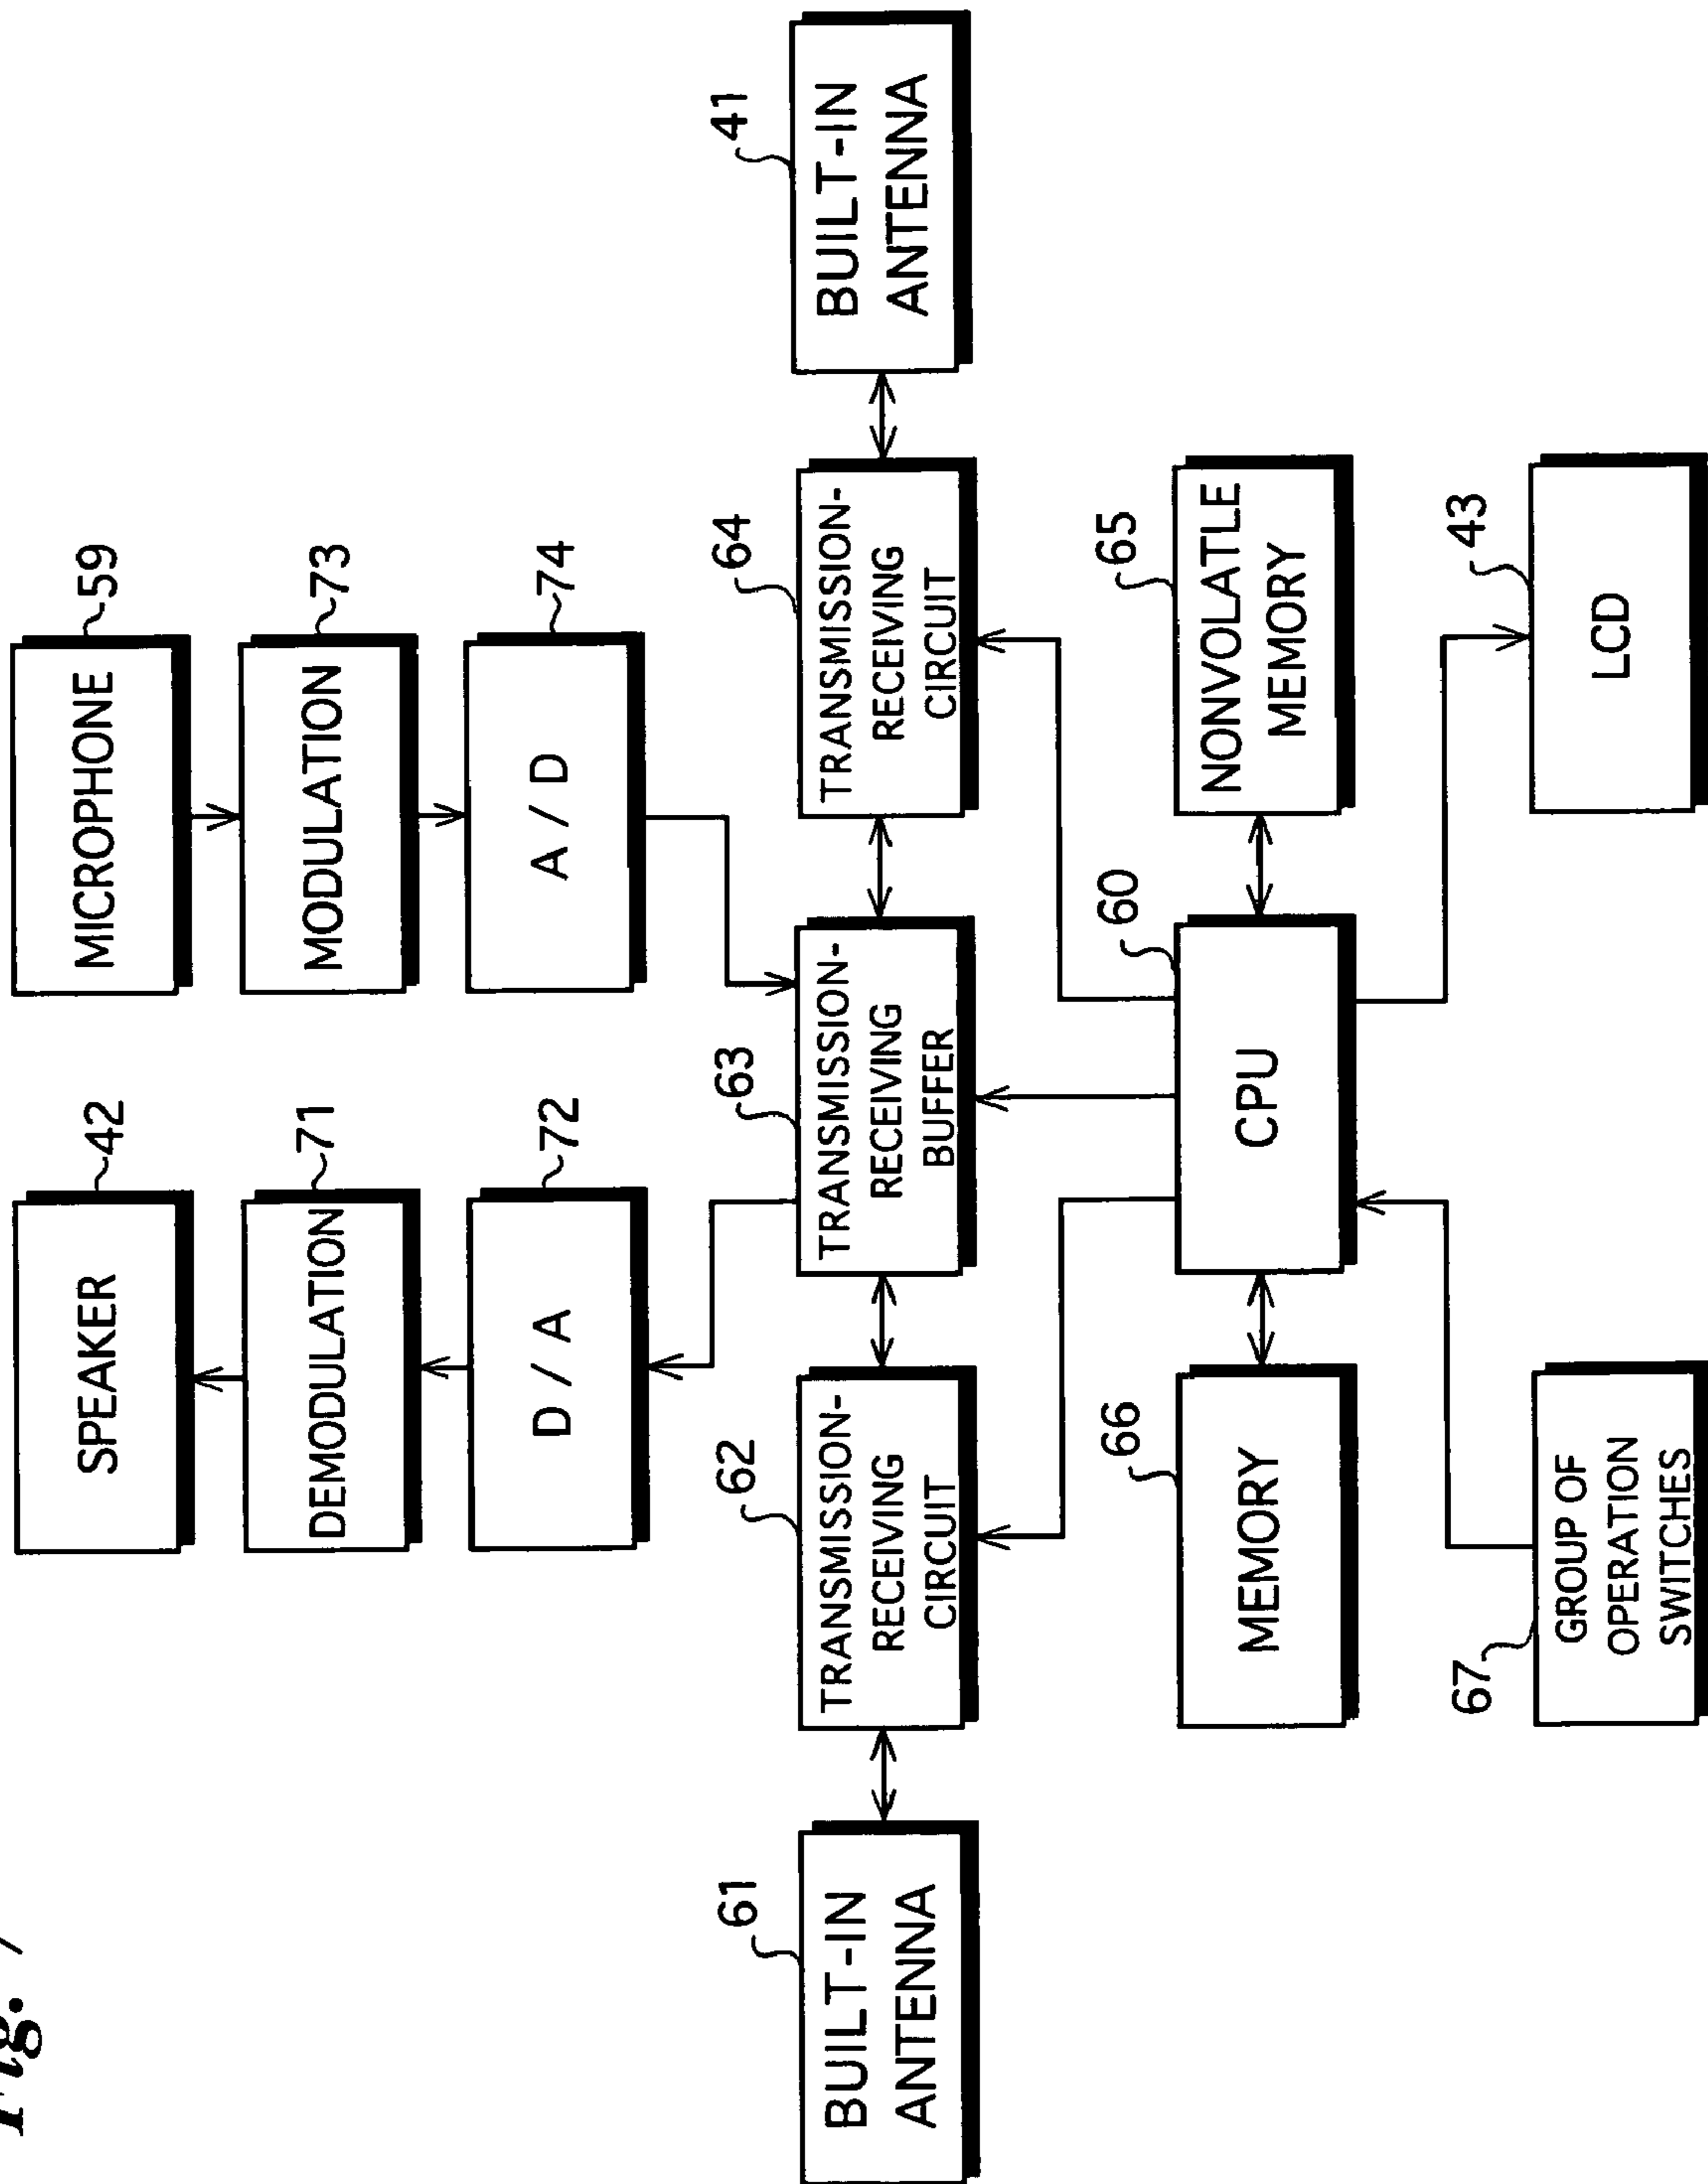 Fig.
SPEAKER
42
MICROPHONE
59
DEMODULATION
71
MODULATION
73
D / A
72
A / D
74
61
BUILT-IN
ANTENNA
62
TRANSMISSION-
RECEIVING
CIRCUIT
63
TRANSMISSION-
RECEIVING
BUFFER
64
TRANSMISSION-
RECEIVING
CIRCUIT
41
BUILT-IN
ANTENNA
66
MEMORY
60
CPU
65
NONVOLATLE
MEMORY
67
GROUP OF
OPERATION
SWITCHES
43
LCD